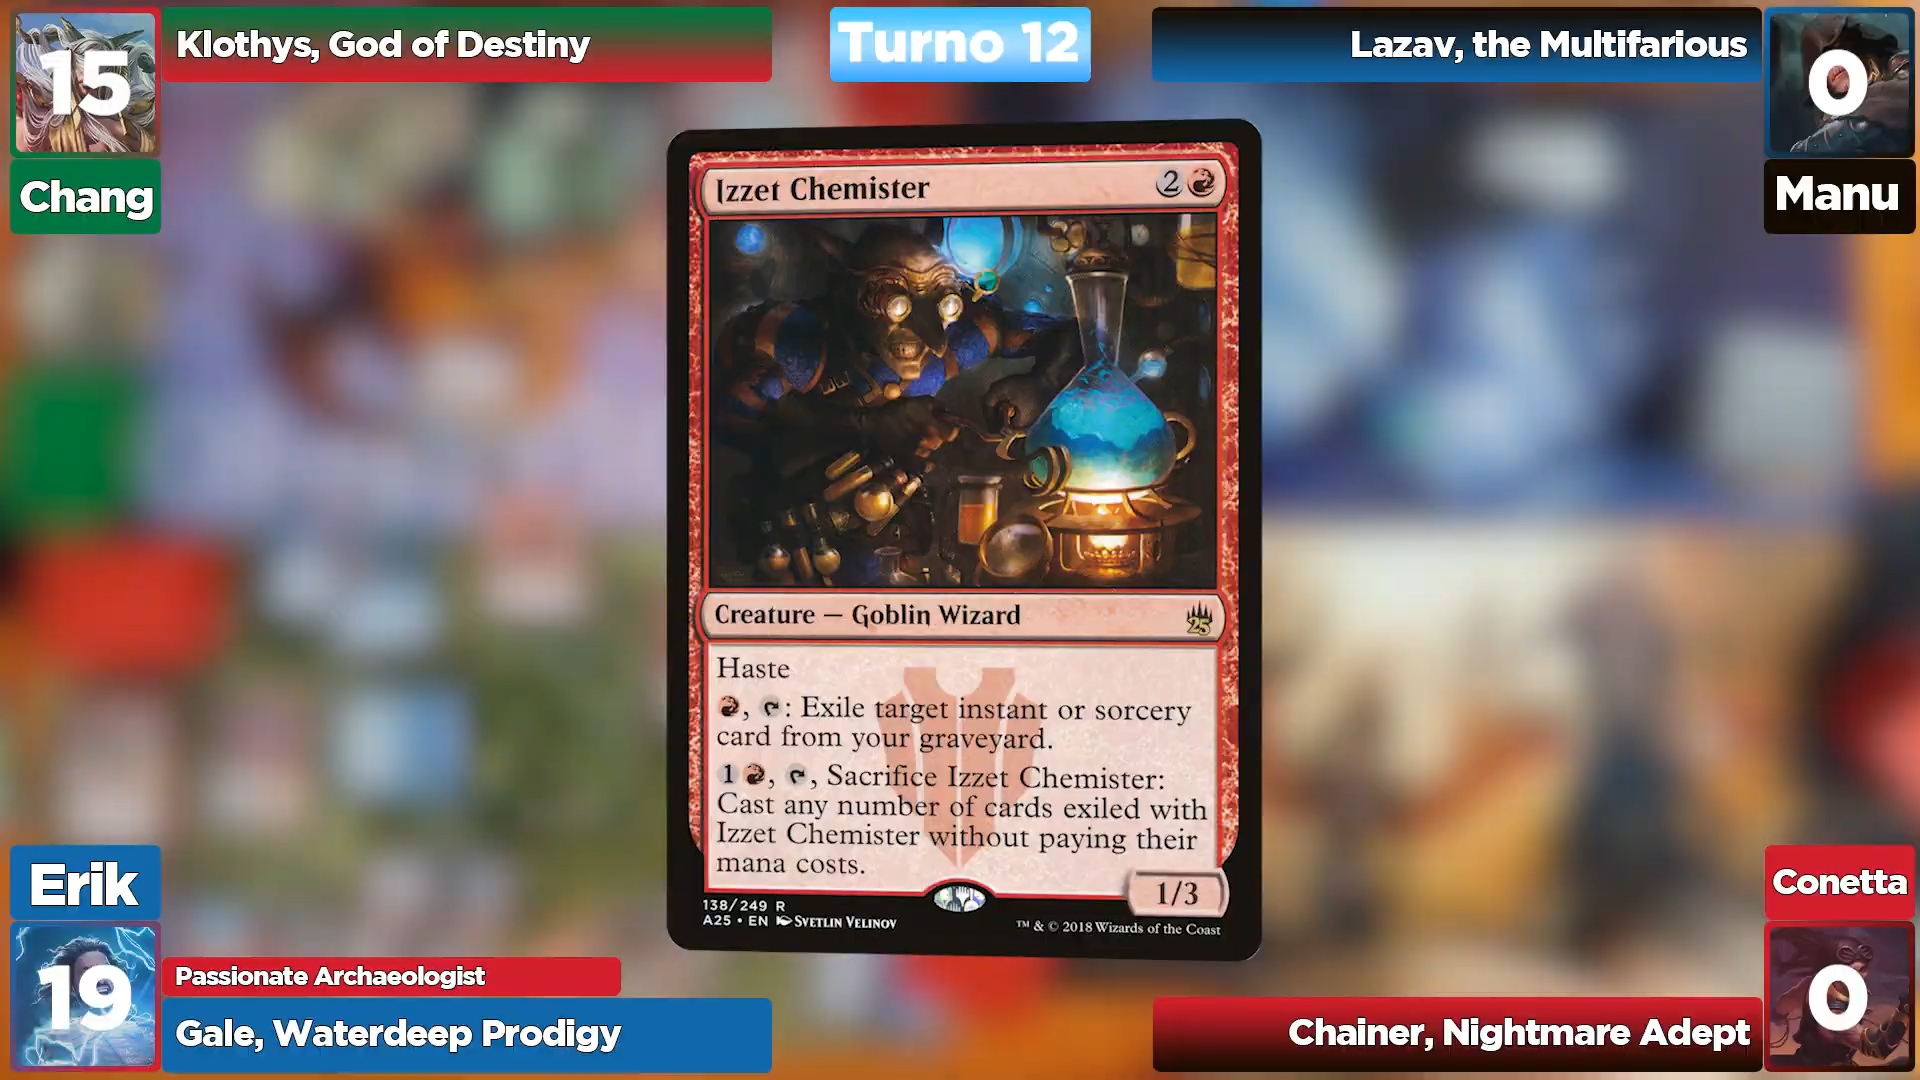 15
Klothys, God of Destiny
Turno 12
Lazav, the Multifarious
0
Chang
Manu
Izzet Chemister
2
Creature — Goblin Wizard
25
Haste
, : Exile target instant or sorcery
card from your graveyard.
1 , , Sacrifice Izzet Chemister:
Cast any number of cards exiled with
Izzet Chemister without paying their
mana costs.
1/3
138/249 R
A25 • EN Svetlin Velinov
™ & © 2018 Wizards of the Coast
Erik
Conetta
19
Passionate Archaeologist
Gale, Waterdeep Prodigy
Chainer, Nightmare Adept
0